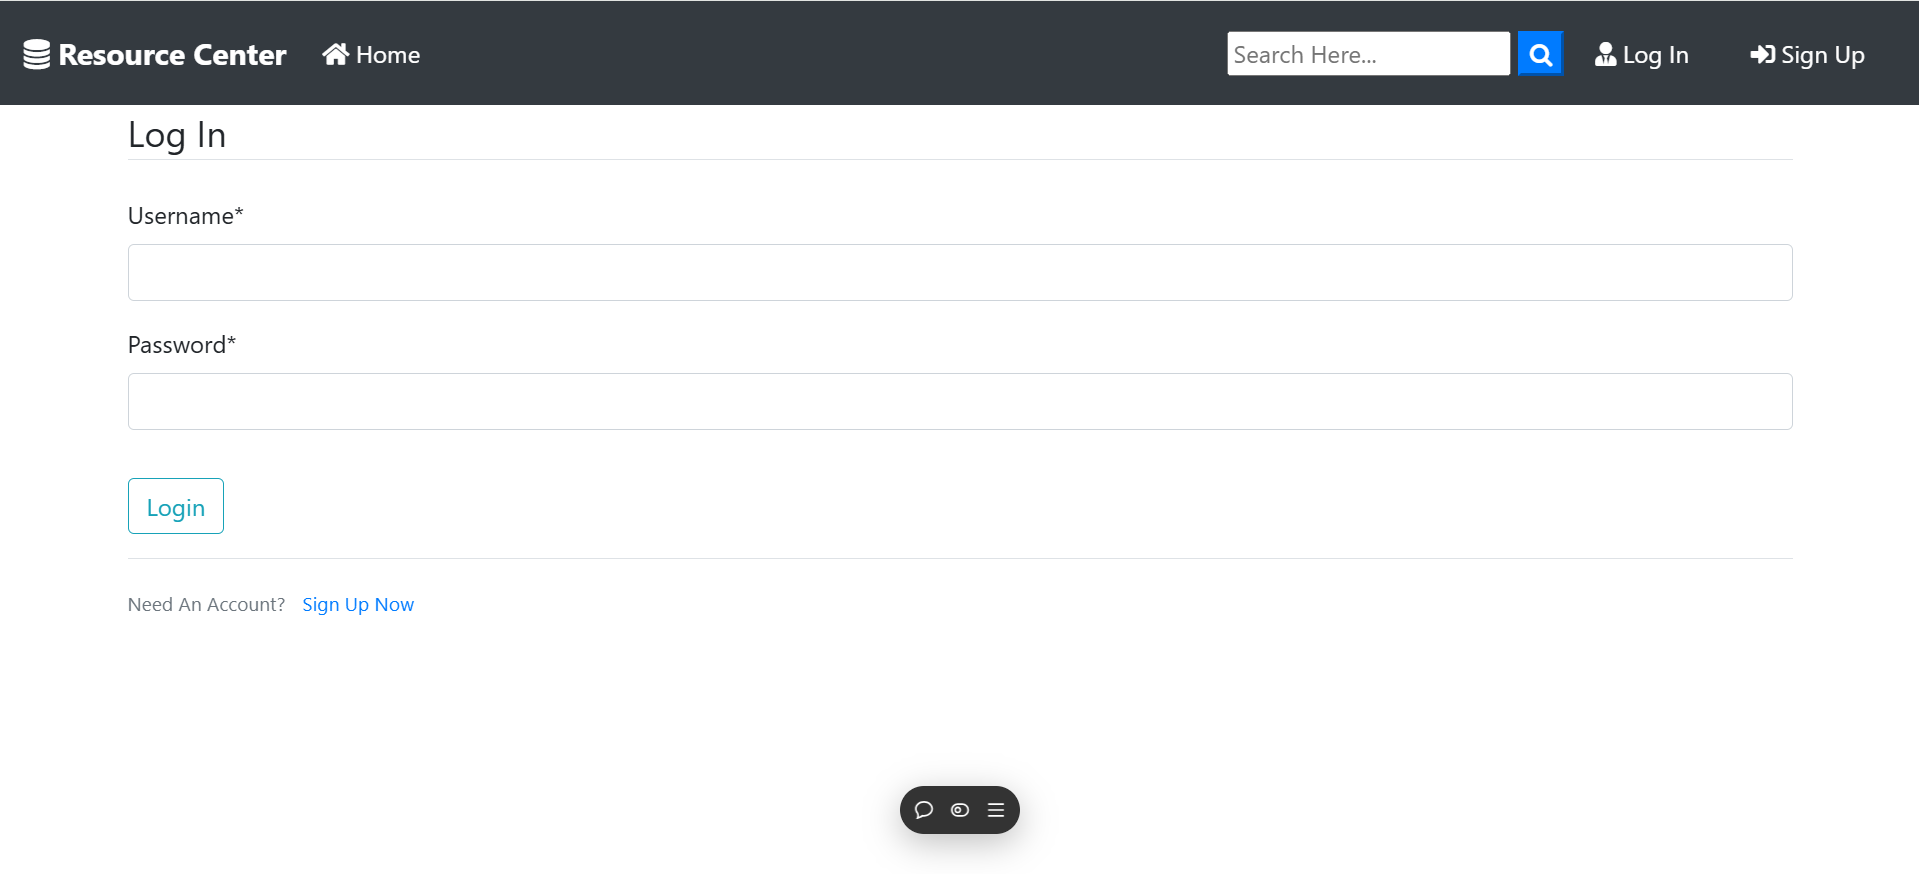 Resource Center Home Search Here... Log In Sign Up
Log In
Username*
Password*
Login
Need An Account? Sign Up Now